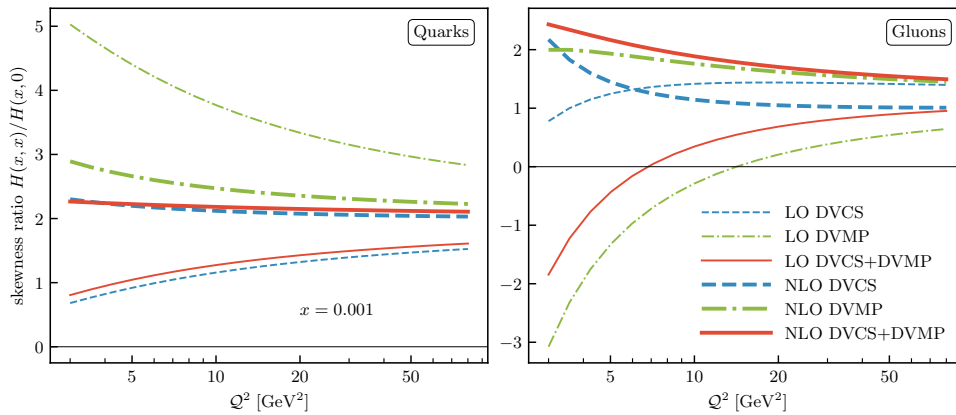 skewness ratio H(x, x)/H(x, 0)
5
4
3
2
1
0
Quarks
x = 0.001
5
10
20
50
Q² [GeV²]
2
1
0
−1
−2
−3
Gluons
LO DVCS
LO DVMP
LO DVCS+DVMP
NLO DVCS
NLO DVMP
NLO DVCS+DVMP
5
10
20
50
Q² [GeV²]